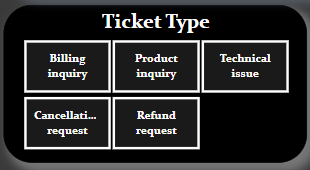 Ticket Type
Billing
inquiry
Product
inquiry
Technical
issue
Cancellati...
request
Refund
request